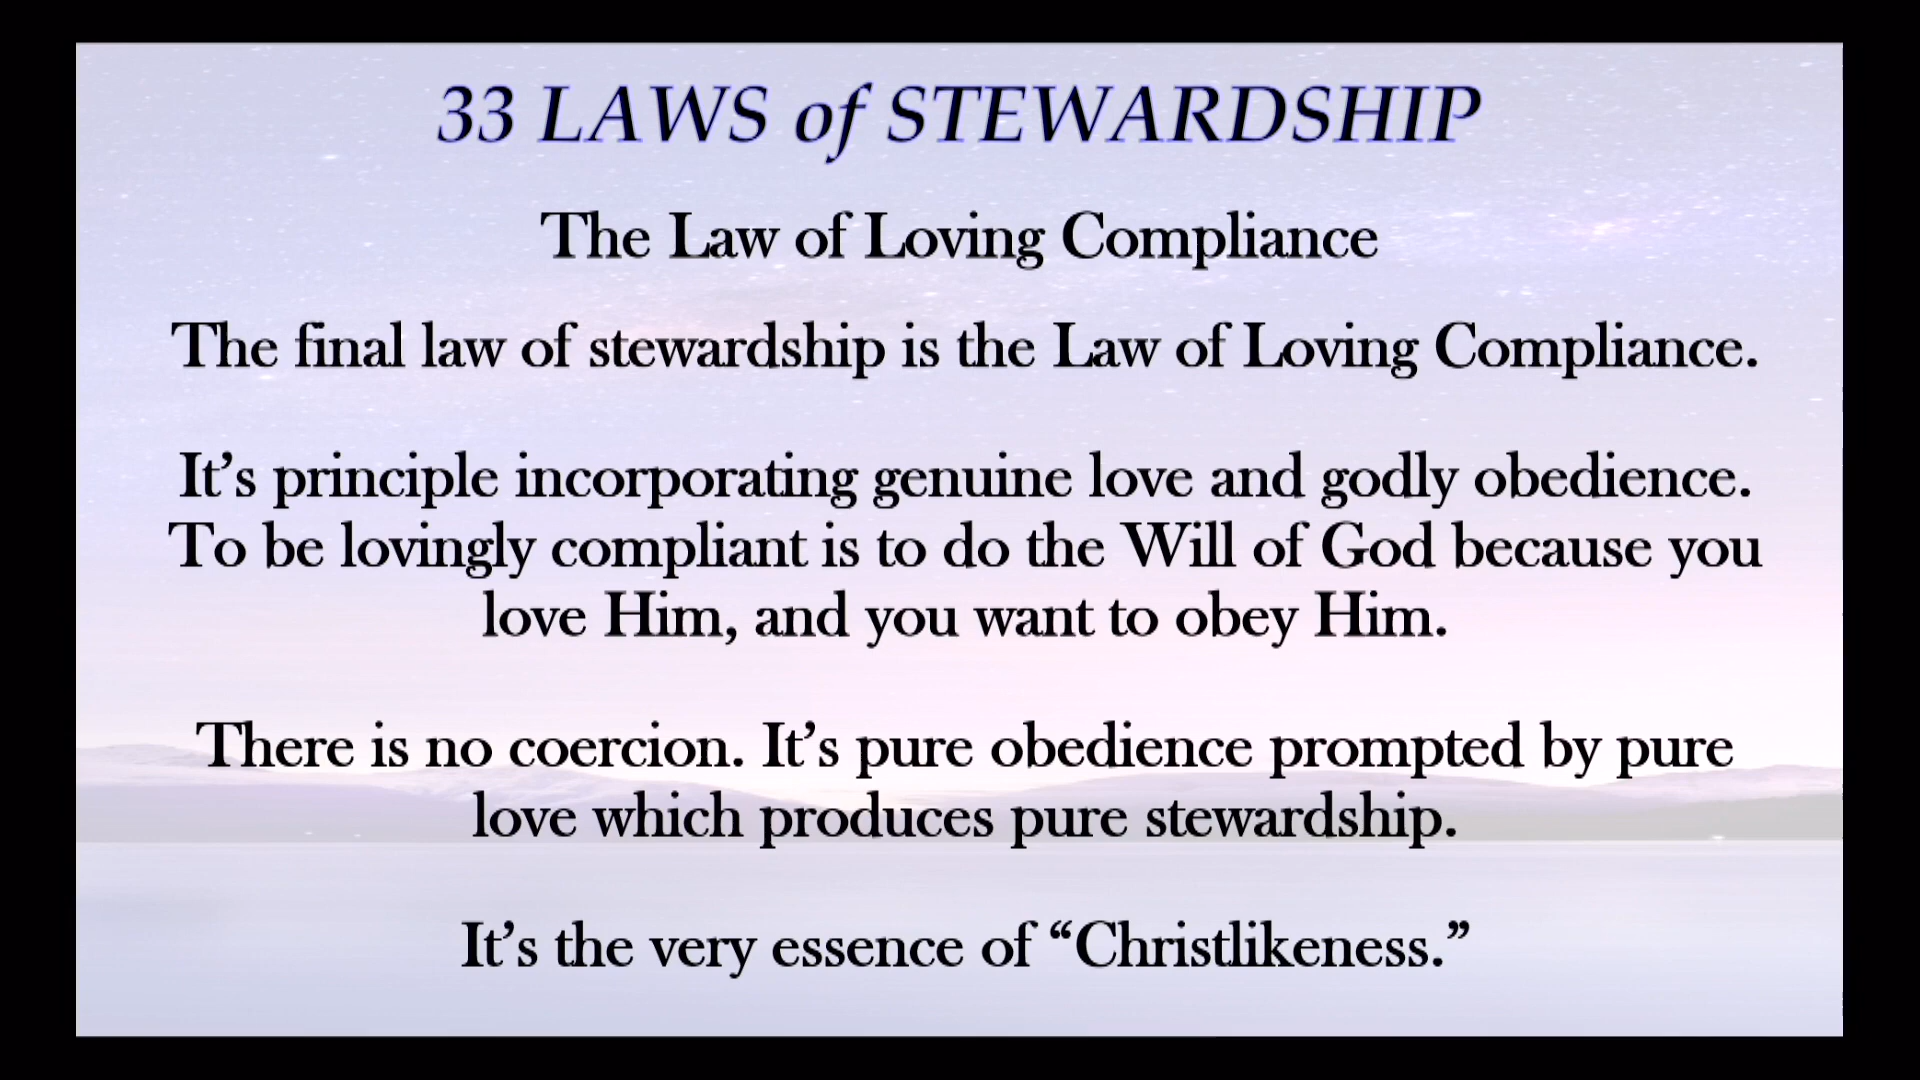 33 LAWS of STEWARDSHIP
The Law of Loving Compliance
The final law of stewardship is the Law of Loving Compliance.
It’s principle incorporating genuine love and godly obedience.
To be lovingly compliant is to do the Will of God because you
love Him, and you want to obey Him.
There is no coercion. It’s pure obedience prompted by pure
love which produces pure stewardship.
It’s the very essence of “Christlikeness.”